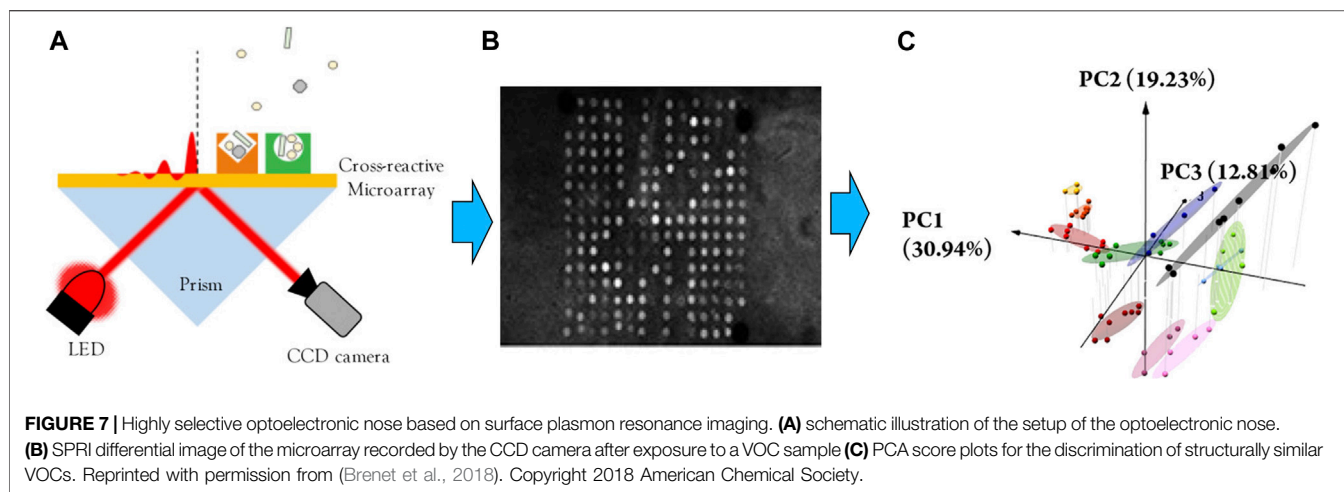 A
B
C
Cross-reactive
Microarray
Prism
LED
CCD camera
PC2 (19.23%)
PC3 (12.81%)
PC1
(30.94%)
FIGURE 7 | Highly selective optoelectronic nose based on surface plasmon resonance imaging. (A) schematic illustration of the setup of the optoelectronic nose.
(B) SPRI differential image of the microarray recorded by the CCD camera after exposure to a VOC sample (C) PCA score plots for the discrimination of structurally similar
VOCs. Reprinted with permission from (Brenet et al., 2018). Copyright 2018 American Chemical Society.